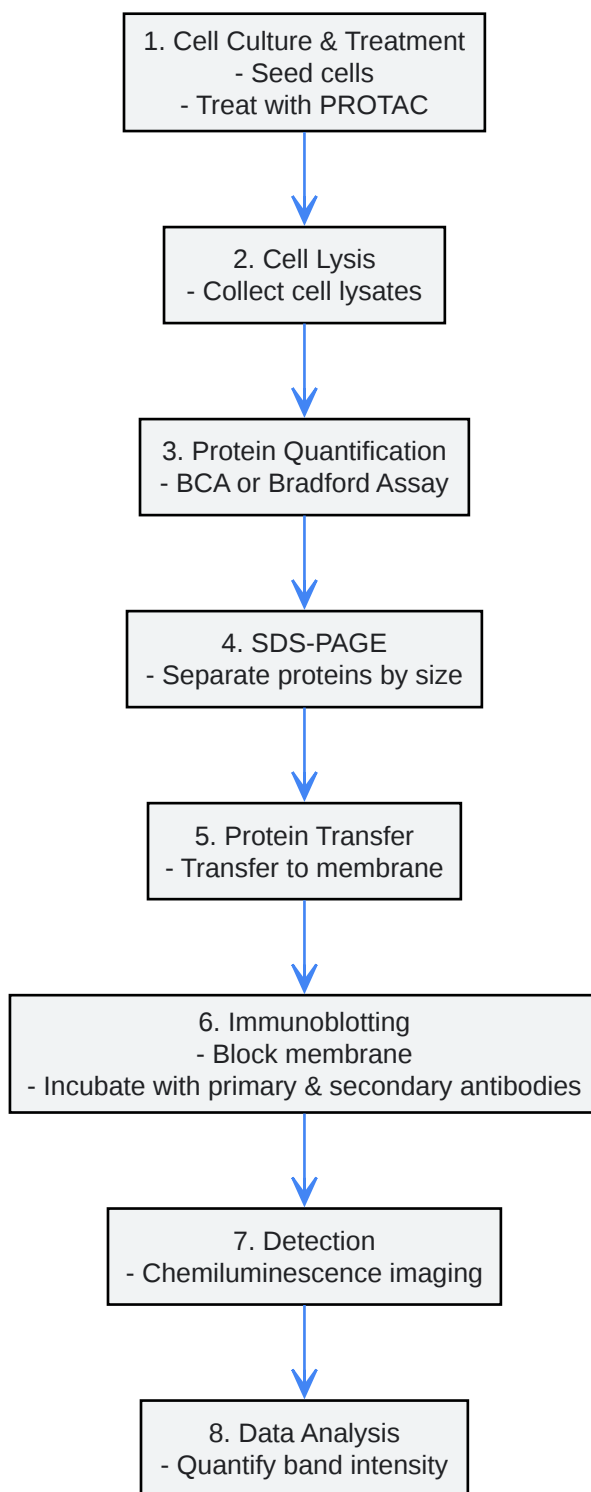 1. Cell Culture & Treatment
- Seed cells
- Treat with PROTAC
2. Cell Lysis
- Collect cell lysates
3. Protein Quantification
- BCA or Bradford Assay
4. SDS-PAGE
- Separate proteins by size
5. Protein Transfer
- Transfer to membrane
6. Immunoblotting
- Block membrane
- Incubate with primary & secondary antibodies
7. Detection
- Chemiluminescence imaging
8. Data Analysis
- Quantify band intensity